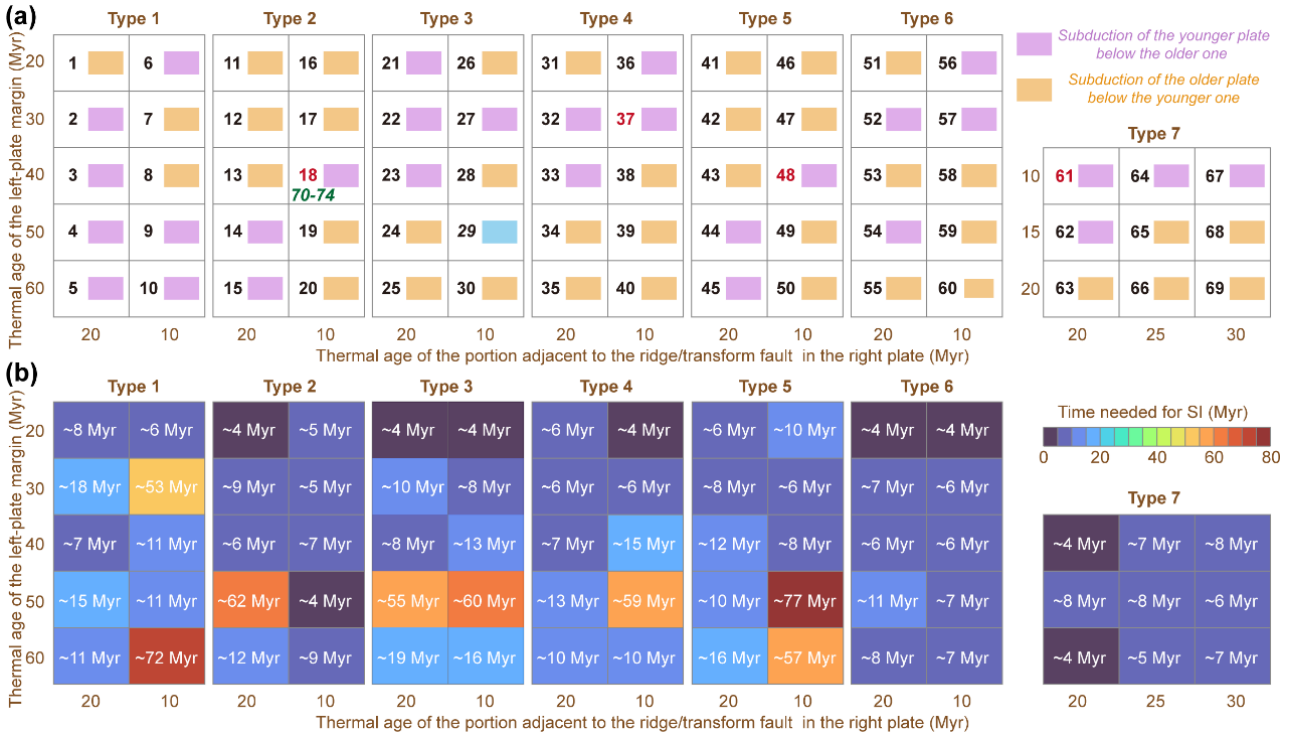 (a)
Type 1 Type 2 Type 3 Type 4 Type 5 Type 6
Thermal age of the left-plate margin (Myr)
20 1 6 11 16 21 26 31 36 41 46 51 56
30 2 7 12 17 22 27 32 37 42 47 52 57
40 3 8 13 18 23 28 33 38 43 48 53 58
70-74
50 4 9 14 19 24 29 34 39 44 49 54 59
60 5 10 15 20 25 30 35 40 45 50 55 60
20 10 20 10 20 10 20 10 20 10 20 10
Thermal age of the portion adjacent to the ridge/transform fault in the right plate (Myr)
Subduction of the younger plate
below the older one
Subduction of the older plate
below the younger one
Type 7
10 61 64 67
15 62 65 68
20 63 66 69
20 25 30
(b)
Type 1 Type 2 Type 3 Type 4 Type 5 Type 6
Thermal age of the left-plate margin (Myr)
20 ~8 Myr ~6 Myr ~4 Myr ~5 Myr ~4 Myr ~4 Myr ~6 Myr ~4 Myr ~6 Myr ~10 Myr ~4 Myr ~4 Myr
30 ~18 Myr ~53 Myr ~9 Myr ~5 Myr ~10 Myr ~8 Myr ~6 Myr ~6 Myr ~8 Myr ~6 Myr ~7 Myr ~6 Myr
40 ~7 Myr ~11 Myr ~6 Myr ~7 Myr ~8 Myr ~13 Myr ~7 Myr ~15 Myr ~12 Myr ~8 Myr ~6 Myr ~6 Myr
50 ~15 Myr ~11 Myr ~62 Myr ~4 Myr ~55 Myr ~60 Myr ~13 Myr ~59 Myr ~10 Myr ~77 Myr ~11 Myr ~7 Myr
60 ~11 Myr ~72 Myr ~12 Myr ~9 Myr ~19 Myr ~16 Myr ~10 Myr ~10 Myr ~16 Myr ~57 Myr ~8 Myr ~7 Myr
20 10 20 10 20 10 20 10 20 10 20 10
Thermal age of the portion adjacent to the ridge/transform fault in the right plate (Myr)
Time needed for SI (Myr)
0 20 40 60 80
Type 7
~4 Myr ~7 Myr ~8 Myr
~8 Myr ~8 Myr ~6 Myr
~4 Myr ~5 Myr ~7 Myr
20 25 30